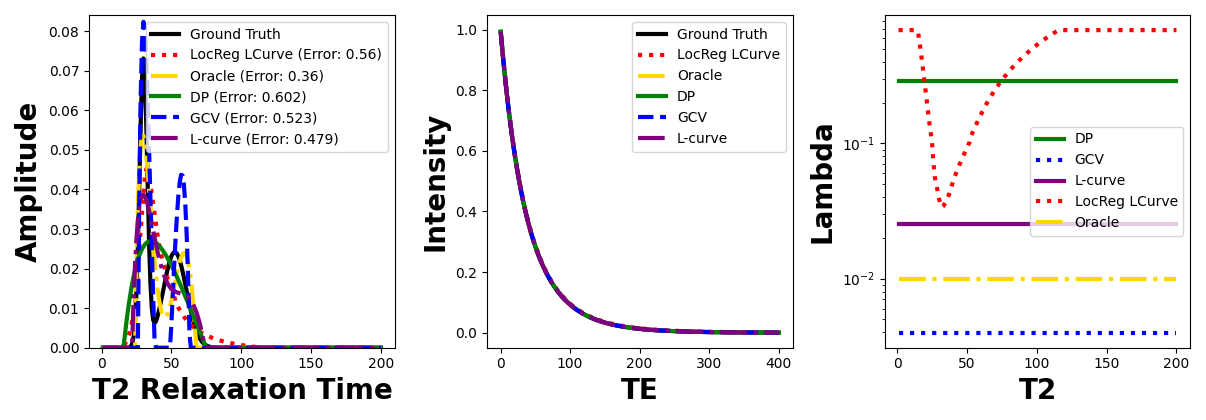 Amplitude
0.08
0.07
0.06
0.05
0.04
0.03
0.02
0.01
0.00
Ground Truth
LocReg LCurve (Error: 0.56)
Oracle (Error: 0.36)
DP (Error: 0.602)
GCV (Error: 0.523)
L-curve (Error: 0.479)
0
50
100
150
200
T2 Relaxation Time
Intensity
1.0
0.8
0.6
0.4
0.2
0.0
Ground Truth
LocReg LCurve
Oracle
DP
GCV
L-curve
0
100
200
300
400
TE
Lambda
10⁻¹
10⁻²
DP
GCV
L-curve
LocReg LCurve
Oracle
0
50
100
150
200
T2